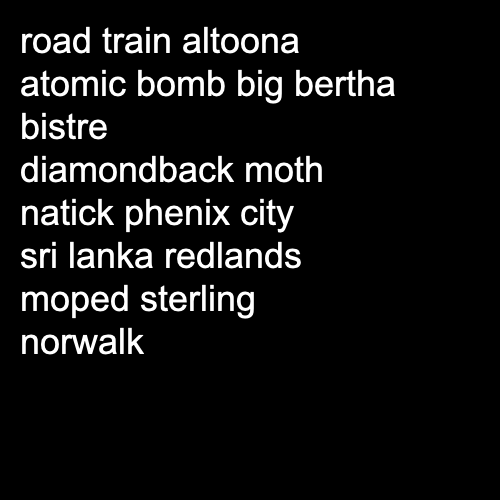 road train altoona
atomic bomb big bertha
bistre
diamondback moth
natick phenix city
sri lanka redlands
moped sterling
norwalk